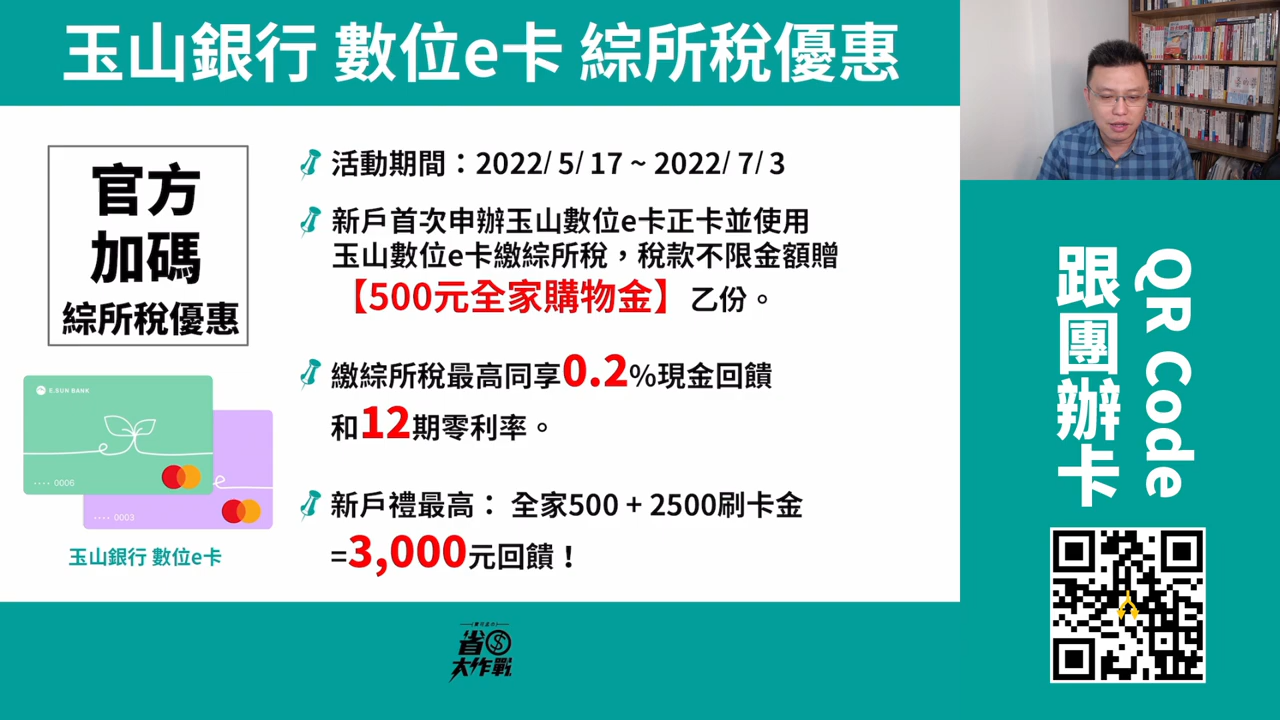 玉山銀行 數位e卡 綜所稅優惠
官方
加碼
綜所稅優惠
E.SUN BANK
.... 0006
.... 0003
玉山銀行 數位e卡
活動期間：2022/ 5/ 17 ~ 2022/ 7/ 3
新戶首次申辦玉山數位e卡正卡並使用
玉山數位e卡繳綜所稅，稅款不限金額贈
【500元全家購物金】乙份。
繳綜所稅最高同享0.2%現金回饋
和12期零利率。
新戶禮最高： 全家500 + 2500刷卡金
=3,000元回饋！
省
大作戰
QR Code
跟團辦卡